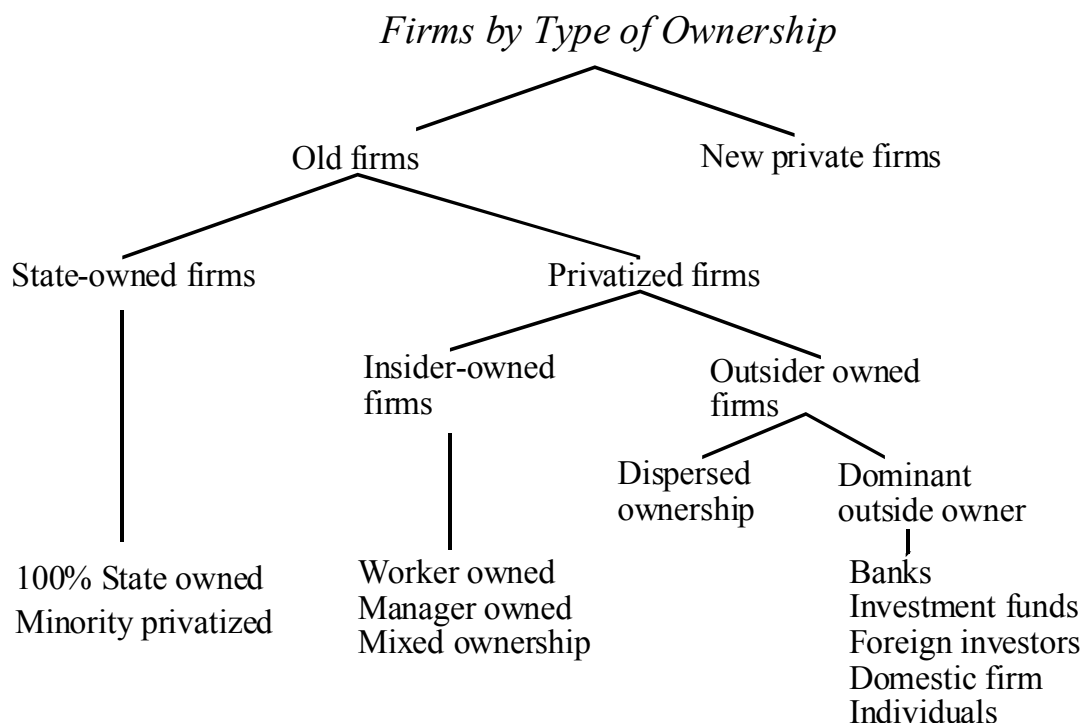 Firms by Type of Ownership
Old firms
New private firms
State-owned firms
Privatized firms
Insider-owned
firms
Outsider owned
firms
Dispersed
ownership
Dominant
outside owner
100% State owned
Minority privatized
Worker owned
Manager owned
Mixed ownership
Banks
Investment funds
Foreign investors
Domestic firm
Individuals